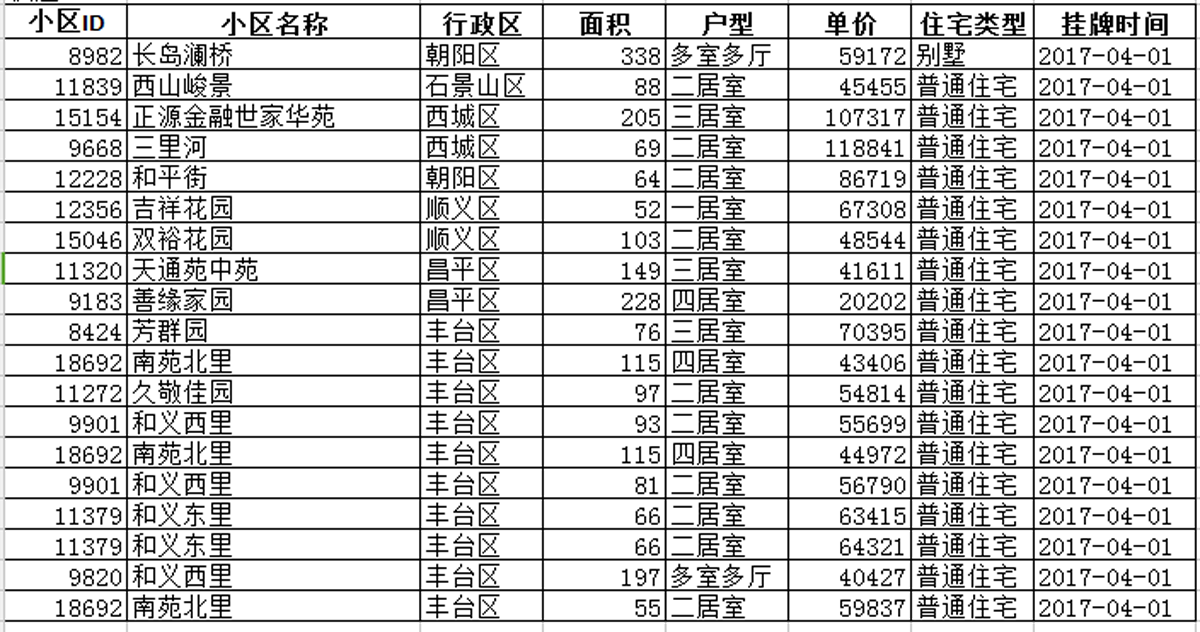 小区ID 小区名称 行政区 面积 户型 单价 住宅类型 挂牌时间
8982 长岛澜桥 朝阳区 338 多室多厅 59172 别墅 2017-04-01
11839 西山峻景 石景山区 88 二居室 45455 普通住宅 2017-04-01
15154 正源金融世家华苑 西城区 205 三居室 107317 普通住宅 2017-04-01
9668 三里河 西城区 69 二居室 118841 普通住宅 2017-04-01
12228 和平街 朝阳区 64 二居室 86719 普通住宅 2017-04-01
12356 吉祥花园 顺义区 52 一居室 67308 普通住宅 2017-04-01
15046 双裕花园 顺义区 103 二居室 48544 普通住宅 2017-04-01
11320 天通苑中苑 昌平区 149 三居室 41611 普通住宅 2017-04-01
9183 善缘家园 昌平区 228 四居室 20202 普通住宅 2017-04-01
8424 芳群园 丰台区 76 三居室 70395 普通住宅 2017-04-01
18692 南苑北里 丰台区 115 四居室 43406 普通住宅 2017-04-01
11272 久敬佳园 丰台区 97 二居室 54814 普通住宅 2017-04-01
9901 和义西里 丰台区 93 二居室 55699 普通住宅 2017-04-01
18692 南苑北里 丰台区 115 四居室 44972 普通住宅 2017-04-01
9901 和义西里 丰台区 81 二居室 56790 普通住宅 2017-04-01
11379 和义东里 丰台区 66 二居室 63415 普通住宅 2017-04-01
11379 和义东里 丰台区 66 二居室 64321 普通住宅 2017-04-01
9820 和义西里 丰台区 197 多室多厅 40427 普通住宅 2017-04-01
18692 南苑北里 丰台区 55 二居室 59837 普通住宅 2017-04-01